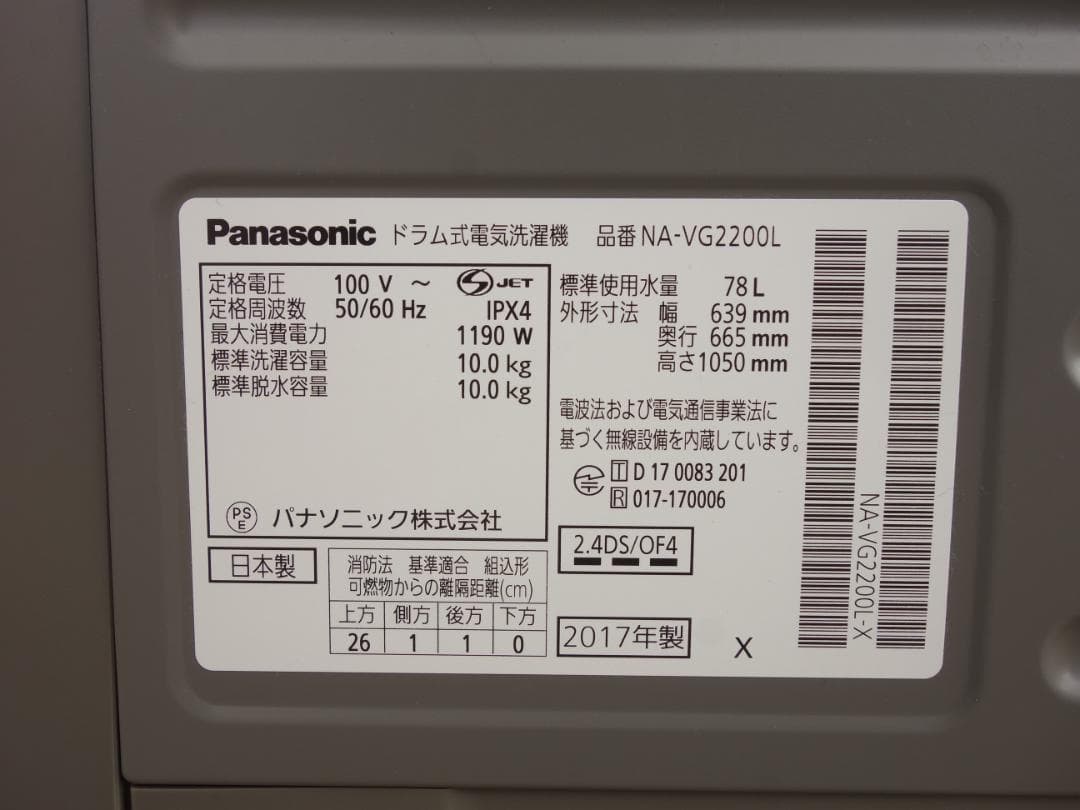 Panasonic ドラム式電気洗濯機 品番 NA-VG2200L
定格電圧 100 V ～ S JET
定格周波数 50/60 Hz IPX4
最大消費電力 1190 W
標準洗濯容量 10.0 kg
標準脱水容量 10.0 kg
PS E パナソニック株式会社
標準使用水量 78 L
外形寸法 幅 639 mm
奥行 665 mm
高さ 1050 mm
電波法および電気通信事業法に
基づく無線設備を内蔵しています。
T D 17 0083 201
R 017-170006
2.4DS/OF4
日本製
消防法 基準適合 組込形
可燃物からの離隔距離(cm)
上方 側方 後方 下方
26 1 1 0
2017年製
X
NA-VG2200L-X